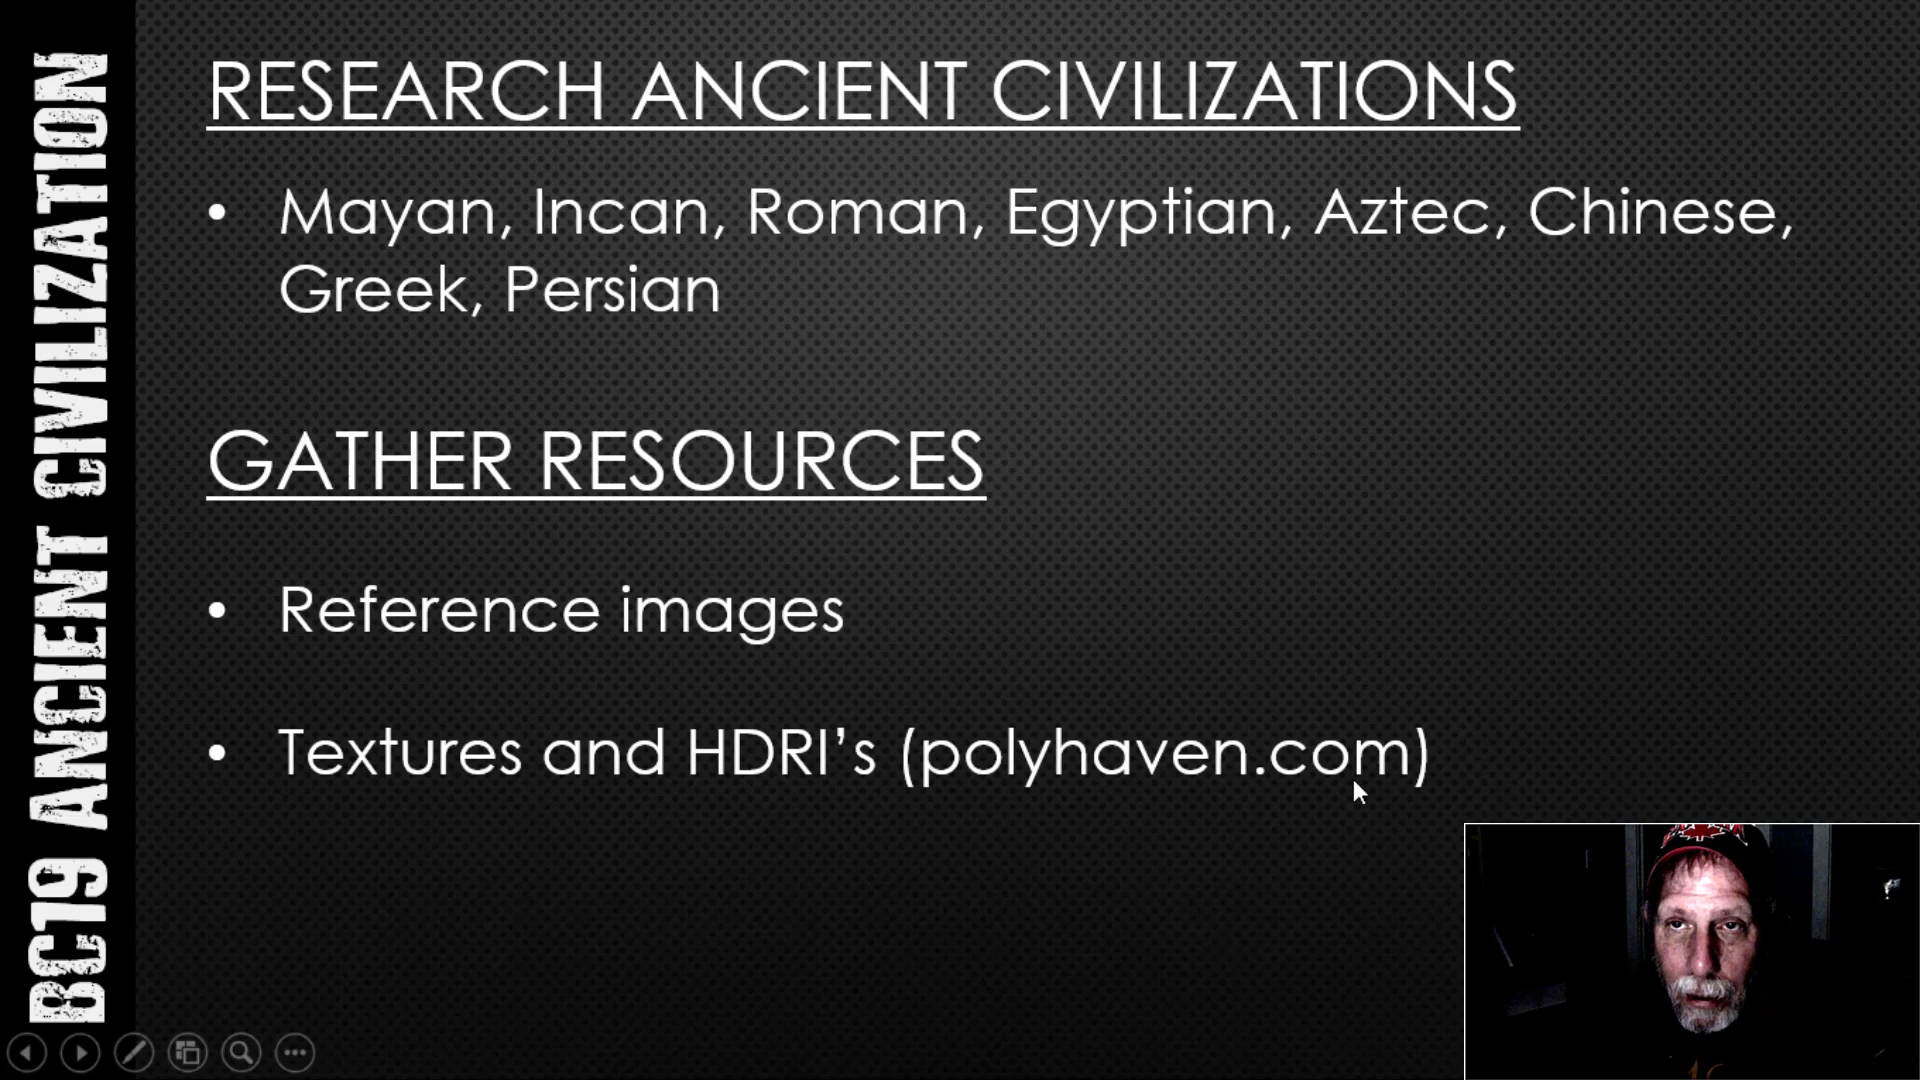 BC19 ANCIENT CIVILIZATION
RESEARCH ANCIENT CIVILIZATIONS
• Mayan, Incan, Roman, Egyptian, Aztec, Chinese,
Greek, Persian
GATHER RESOURCES
• Reference images
• Textures and HDRI’s (polyhaven.com)